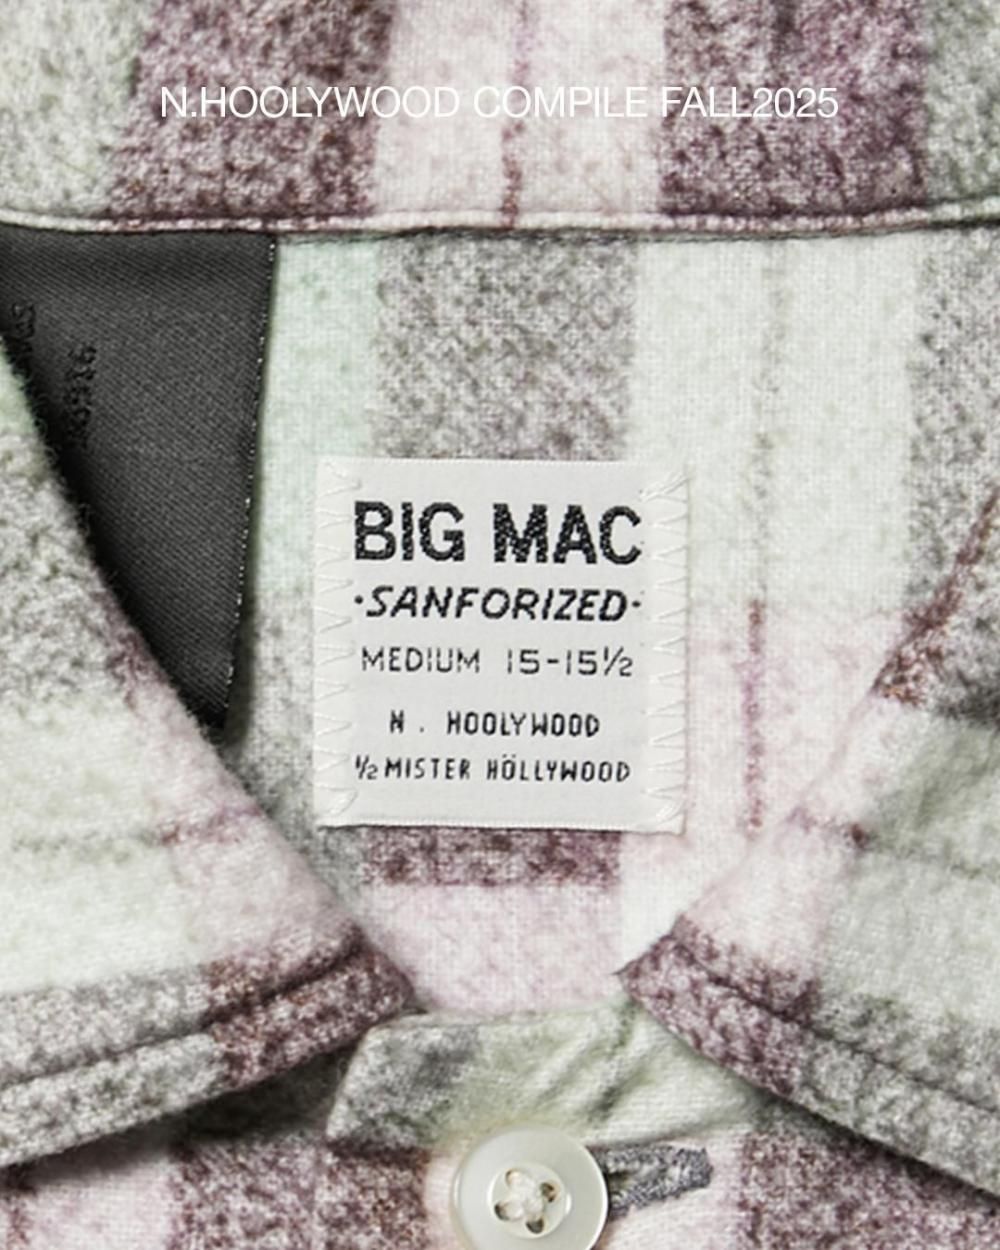 N.HOOLYWOOD COMPILE FALL2025
BIG MAC
·SANFORIZED·
MEDIUM 15-15½
N . HOOLYWOOD
½ MISTER HÖLLYWOOD